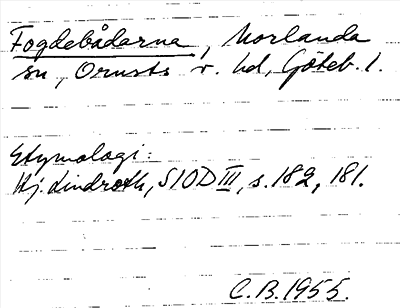 Fogdebådarna, Morlanda
sn, Orusts v. hd, Göteb. l.
Etymologi:
Hj. Lindroth, SIOD III, s. 182, 181.
C.B. 1955